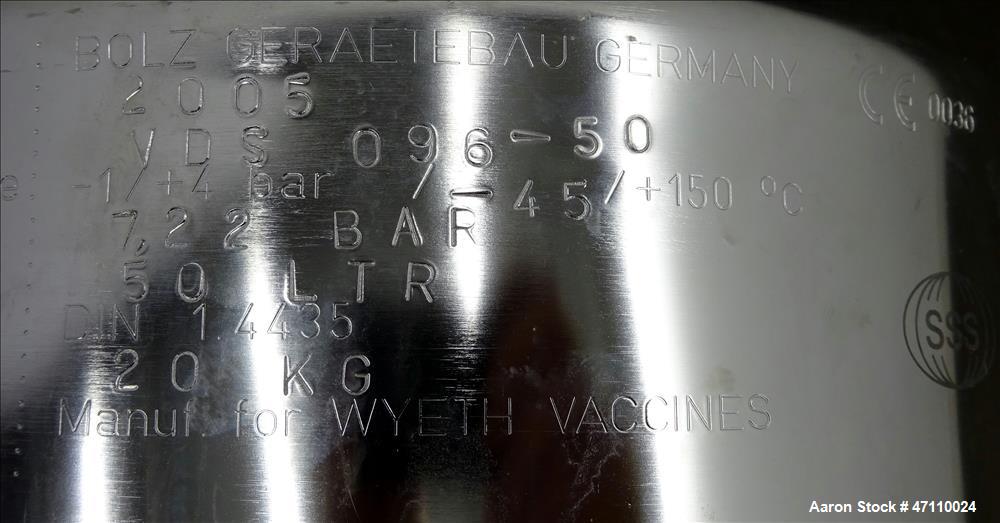 BOLZ GERAETEBAU GERMANY
CE 0036
2005
VDS 096-50
e -1/+4 bar /-45/+150 °C
7,22 BAR
50 LTR
DIN 1.4435
20 KG
Manuf. for WYETH VACCINES
SSS
Aaron Stock # 47110024